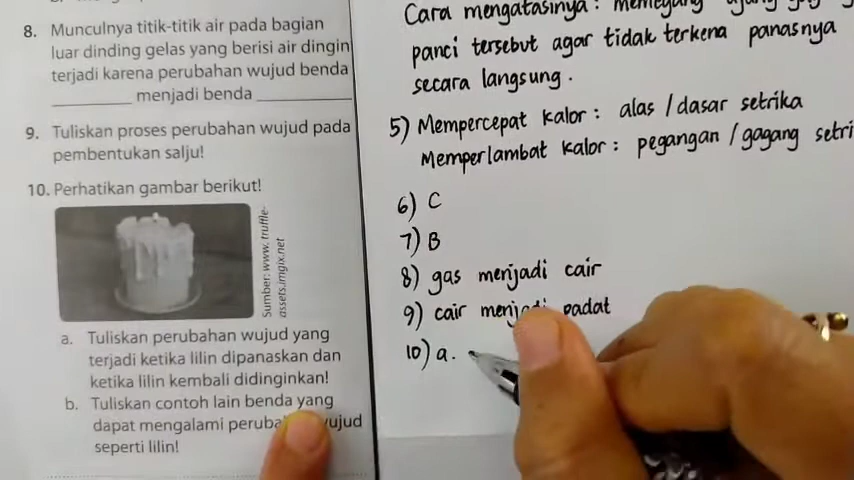 8. Munculnya titik-titik air pada bagian
luar dinding gelas yang berisi air dingin
terjadi karena perubahan wujud benda
________ menjadi benda ________
9. Tuliskan proses perubahan wujud pada
pembentukan salju!
10. Perhatikan gambar berikut!
Sumber: www.truffle-
assets.imgix.net
a. Tuliskan perubahan wujud yang
terjadi ketika lilin dipanaskan dan
ketika lilin kembali didinginkan!
b. Tuliskan contoh lain benda yang
dapat mengalami peruba wujud
seperti lilin!
Cara mengatasinya :
panci tersebut agar tidak terkena panasnya
secara langsung.
5) Mempercepat kalor : alas / dasar setrika
Memperlambat kalor : pegangan / gagang setri
6) C
7) B
8) gas menjadi cair
9) cair menjadi padat
10) a.